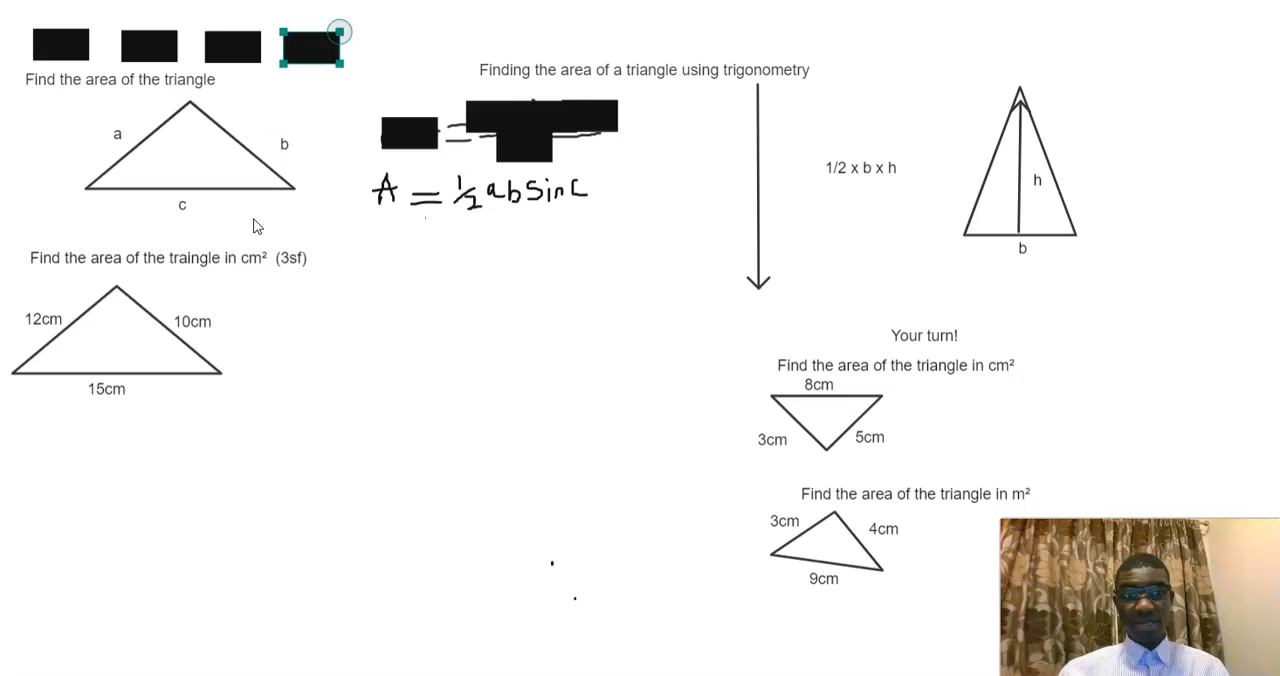 Find the area of the triangle
a
b
c
Find the area of the traingle in cm² (3sf)
12cm
10cm
15cm
Finding the area of a triangle using trigonometry
A = ½ ab Sin C
1/2 x b x h
h
b
Your turn!
Find the area of the triangle in cm²
8cm
3cm
5cm
Find the area of the triangle in m²
3cm
4cm
9cm